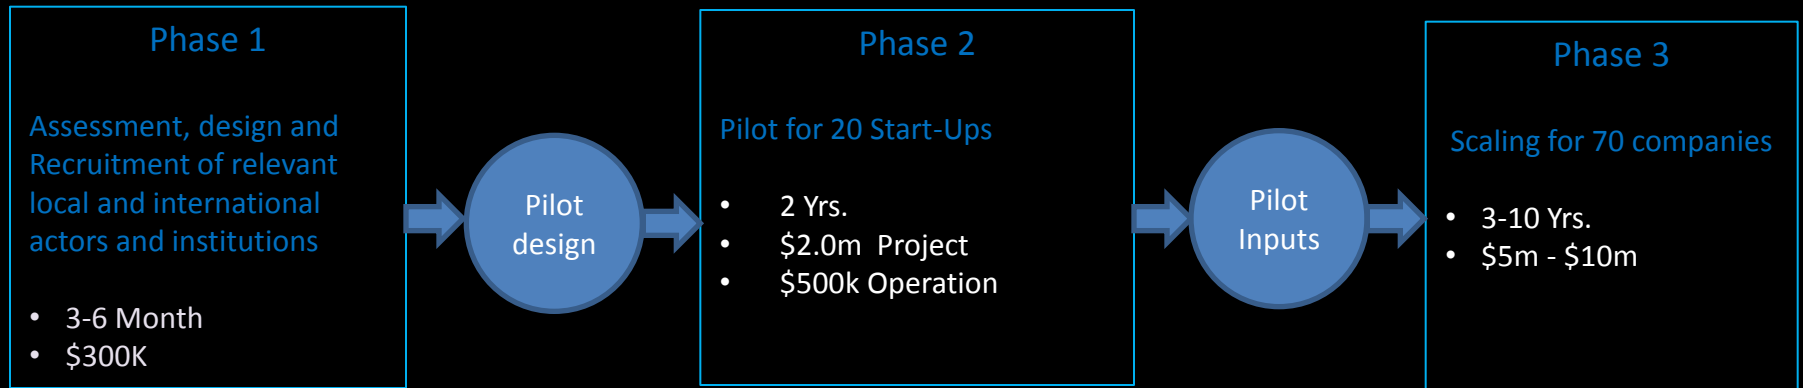 Phase 1
Assessment, design and
Recruitment of relevant
local and international
actors and institutions
• 3-6 Month
• $300K
Pilot
design
Phase 2
Pilot for 20 Start-Ups
• 2 Yrs.
• $2.0m Project
• $500k Operation
Pilot
Inputs
Phase 3
Scaling for 70 companies
• 3-10 Yrs.
• $5m - $10m